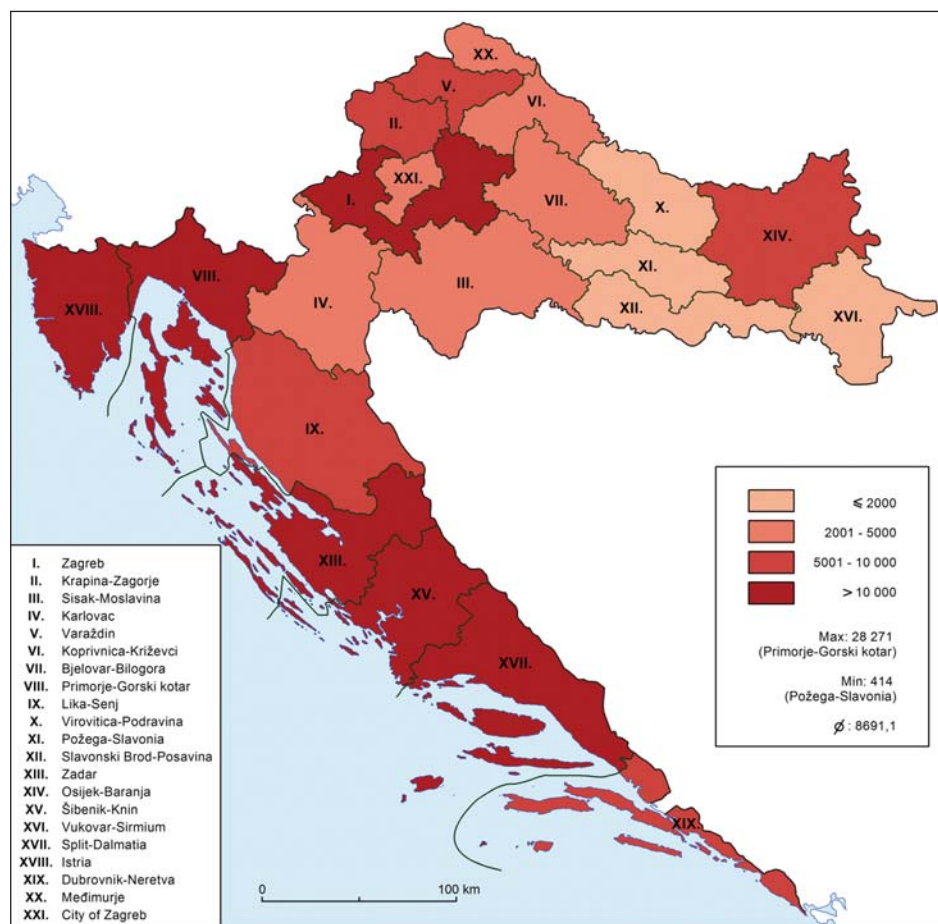 XX.
V.
VI.
II.
XXI.
I.
VII.
X.
XIV.
VIII.
XI.
III.
XVIII.
IV.
XII.
XVI.
IX.
XIII.
XV.
XVII.
XIX.
⩽ 2000
2001 - 5000
5001 - 10 000
> 10 000
Max: 28 271
(Primorje-Gorski kotar)
Min: 414
(Požega-Slavonia)
Ø : 8691,1
I. Zagreb
II. Krapina-Zagorje
III. Sisak-Moslavina
IV. Karlovac
V. Varaždin
VI. Koprivnica-Križevci
VII. Bjelovar-Bilogora
VIII. Primorje-Gorski kotar
IX. Lika-Senj
X. Virovitica-Podravina
XI. Požega-Slavonia
XII. Slavonski Brod-Posavina
XIII. Zadar
XIV. Osijek-Baranja
XV. Šibenik-Knin
XVI. Vukovar-Sirmium
XVII. Split-Dalmatia
XVIII. Istria
XIX. Dubrovnik-Neretva
XX. Međimurje
XXI. City of Zagreb
0 100 km